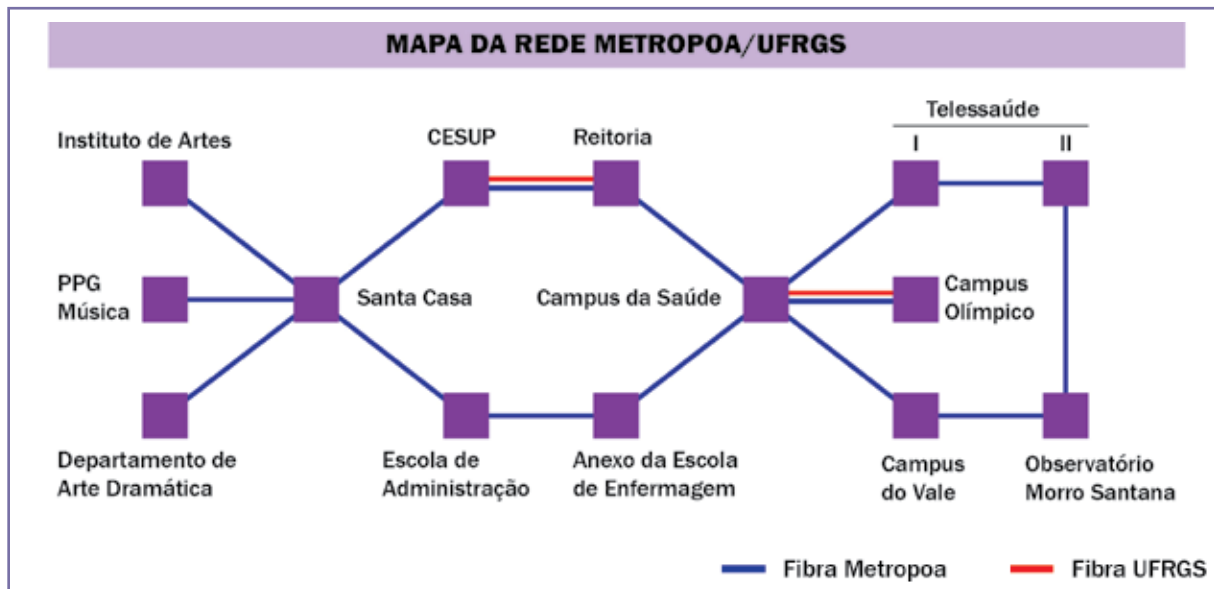 MAPA DA REDE METROPOA/UFRGS
Telessaúde
Instituto de Artes
CESUP
Reitoria
I
II
PPG
Música
Santa Casa
Campus da Saúde
Campus
Olímpico
Departamento de
Arte Dramática
Escola de
Administração
Anexo da Escola
de Enfermagem
Campus
do Vale
Observatório
Morro Santana
Fibra Metropoa
Fibra UFRGS